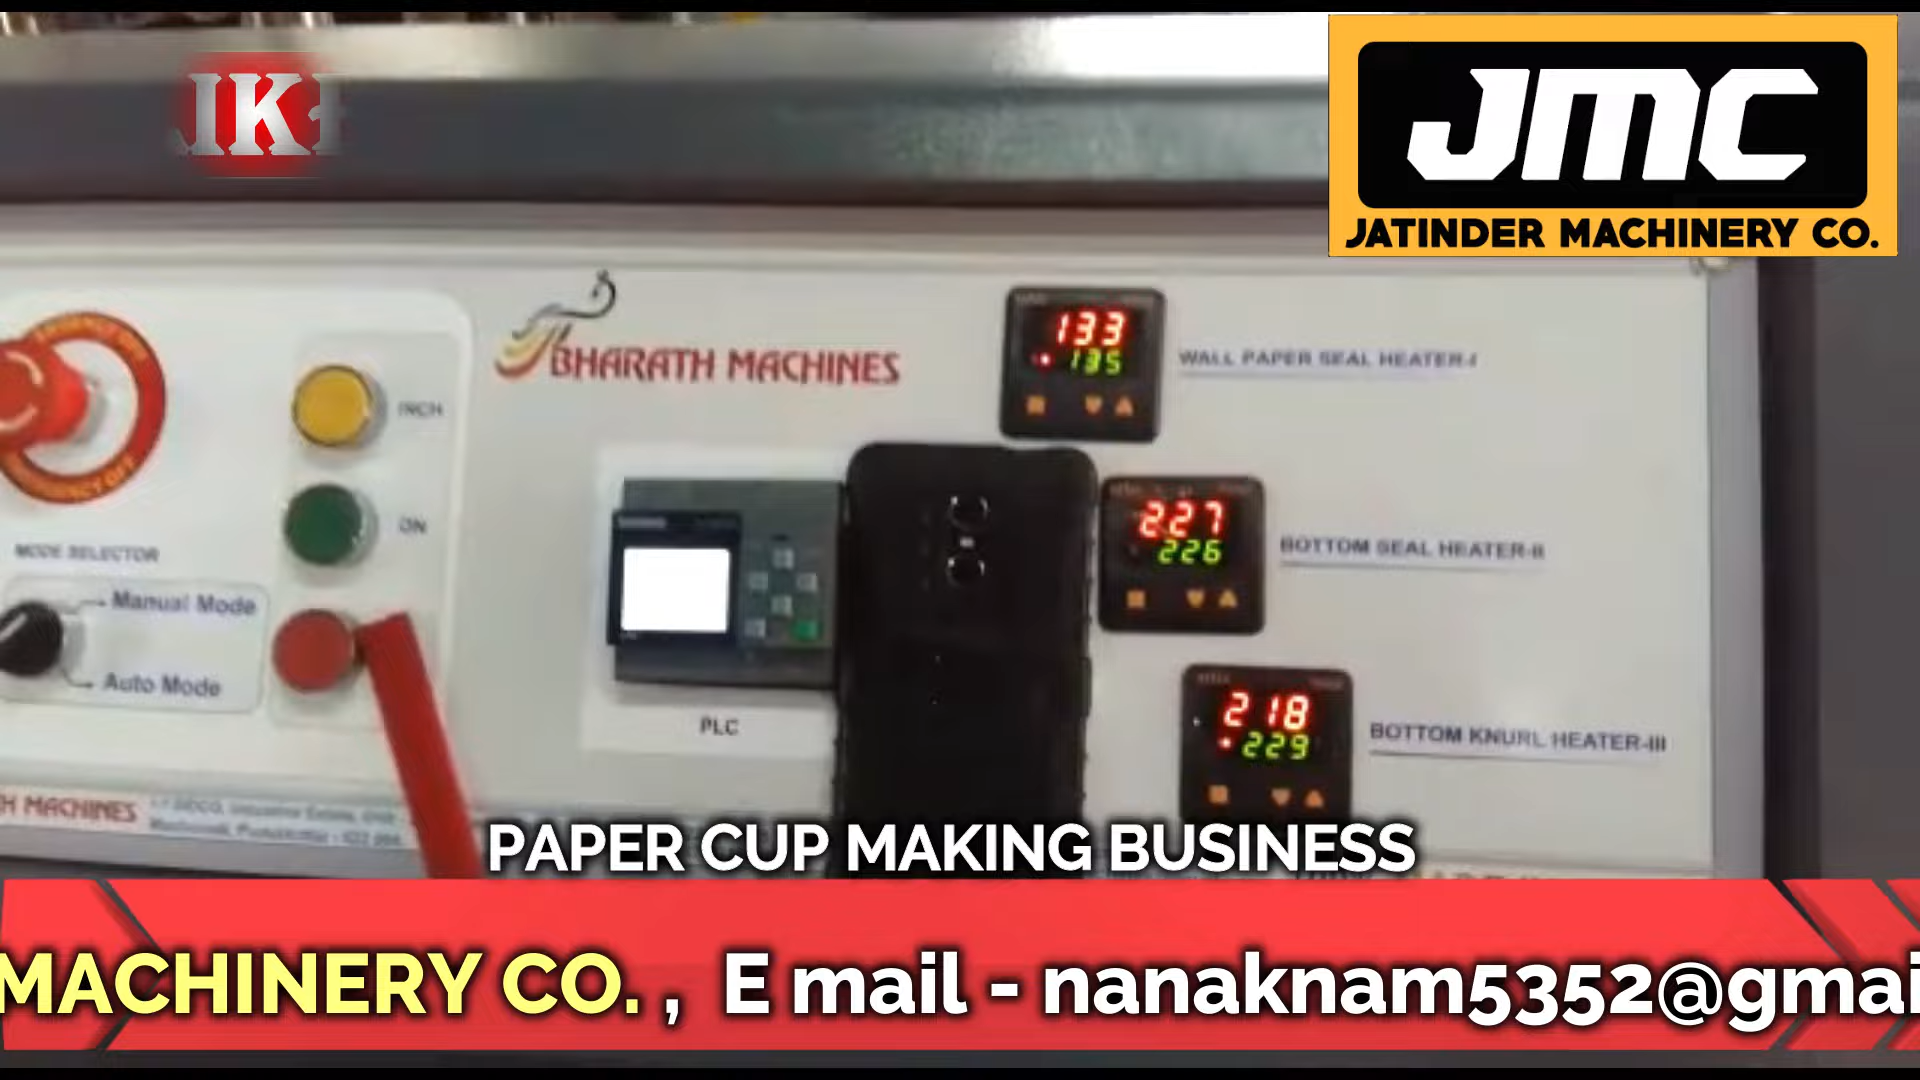 JK
JMC
JATINDER MACHINERY CO.
BHARATH MACHINES
133
135
WALL PAPER SEAL HEATER-I
INCH
ON
227
226
BOTTOM SEAL HEATER-II
MODE SELECTOR
Manual Mode
Auto Mode
PLC
218
229
BOTTOM KNURL HEATER-III
H MACHINES
PAPER CUP MAKING BUSINESS
MACHINERY CO. , E mail - nanaknam5352@gmai